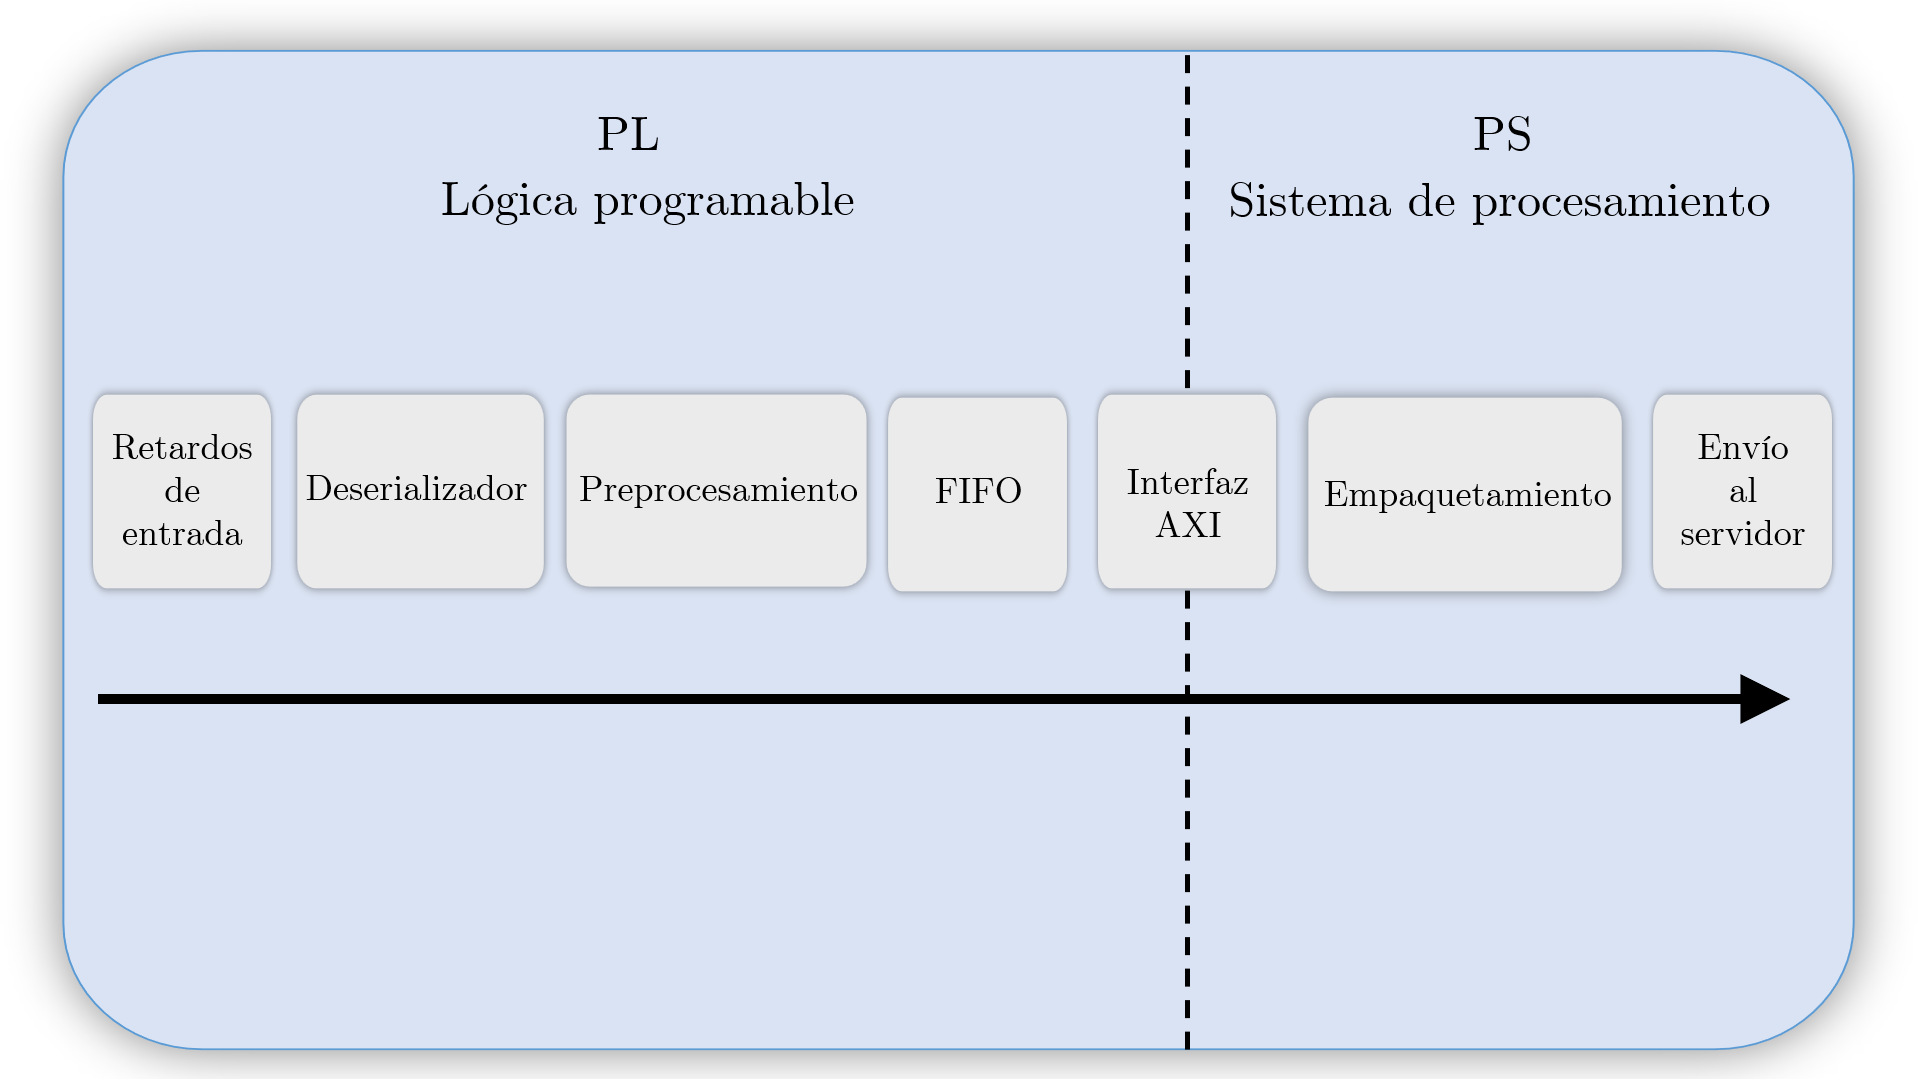 PL
Lógica programable
PS
Sistema de procesamiento
Retardos
de
entrada
Deserializador
Preprocesamiento
FIFO
Interfaz
AXI
Empaquetamiento
Envío
al
servidor